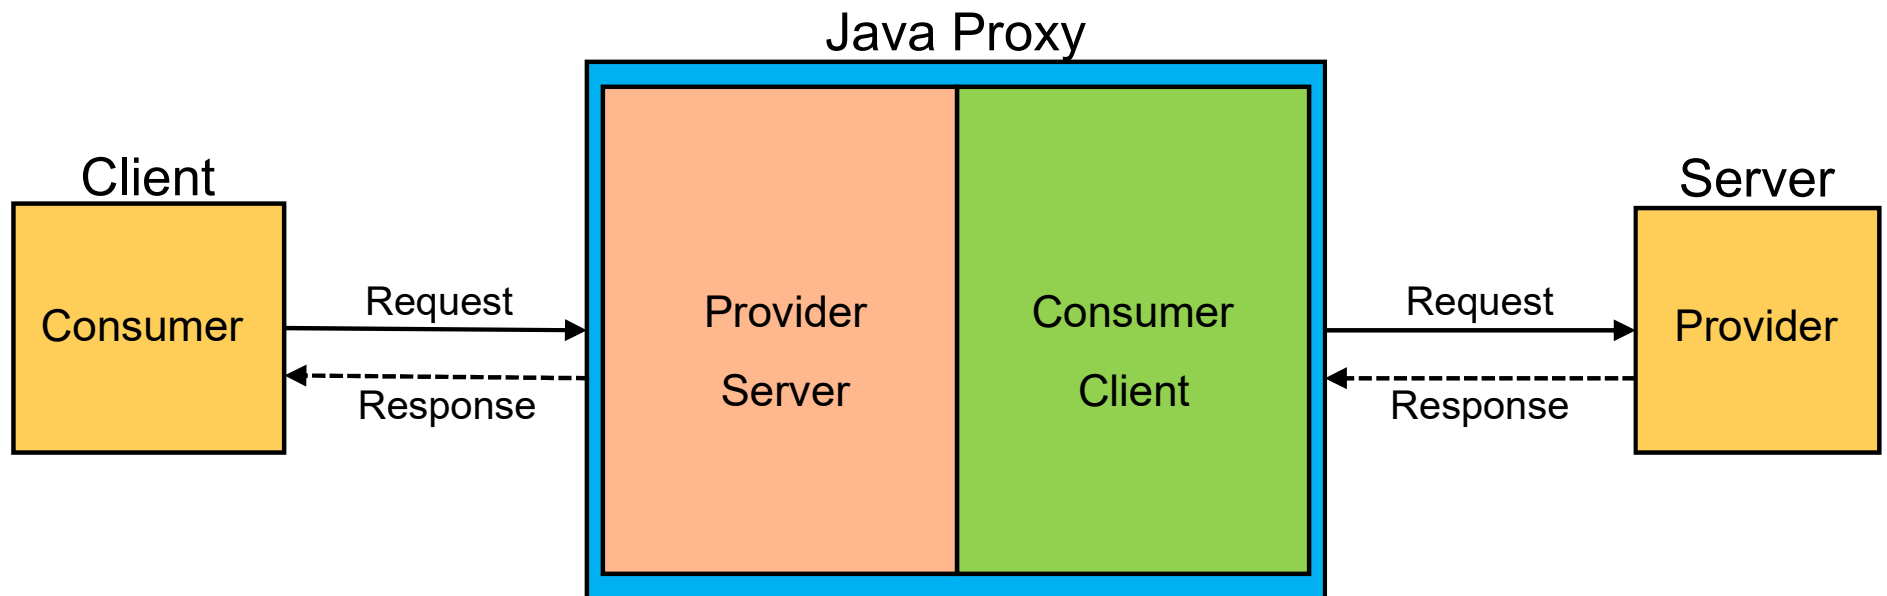 Java Proxy
Client
Server
Consumer
Request
Response
Provider
Server
Consumer
Client
Request
Response
Provider